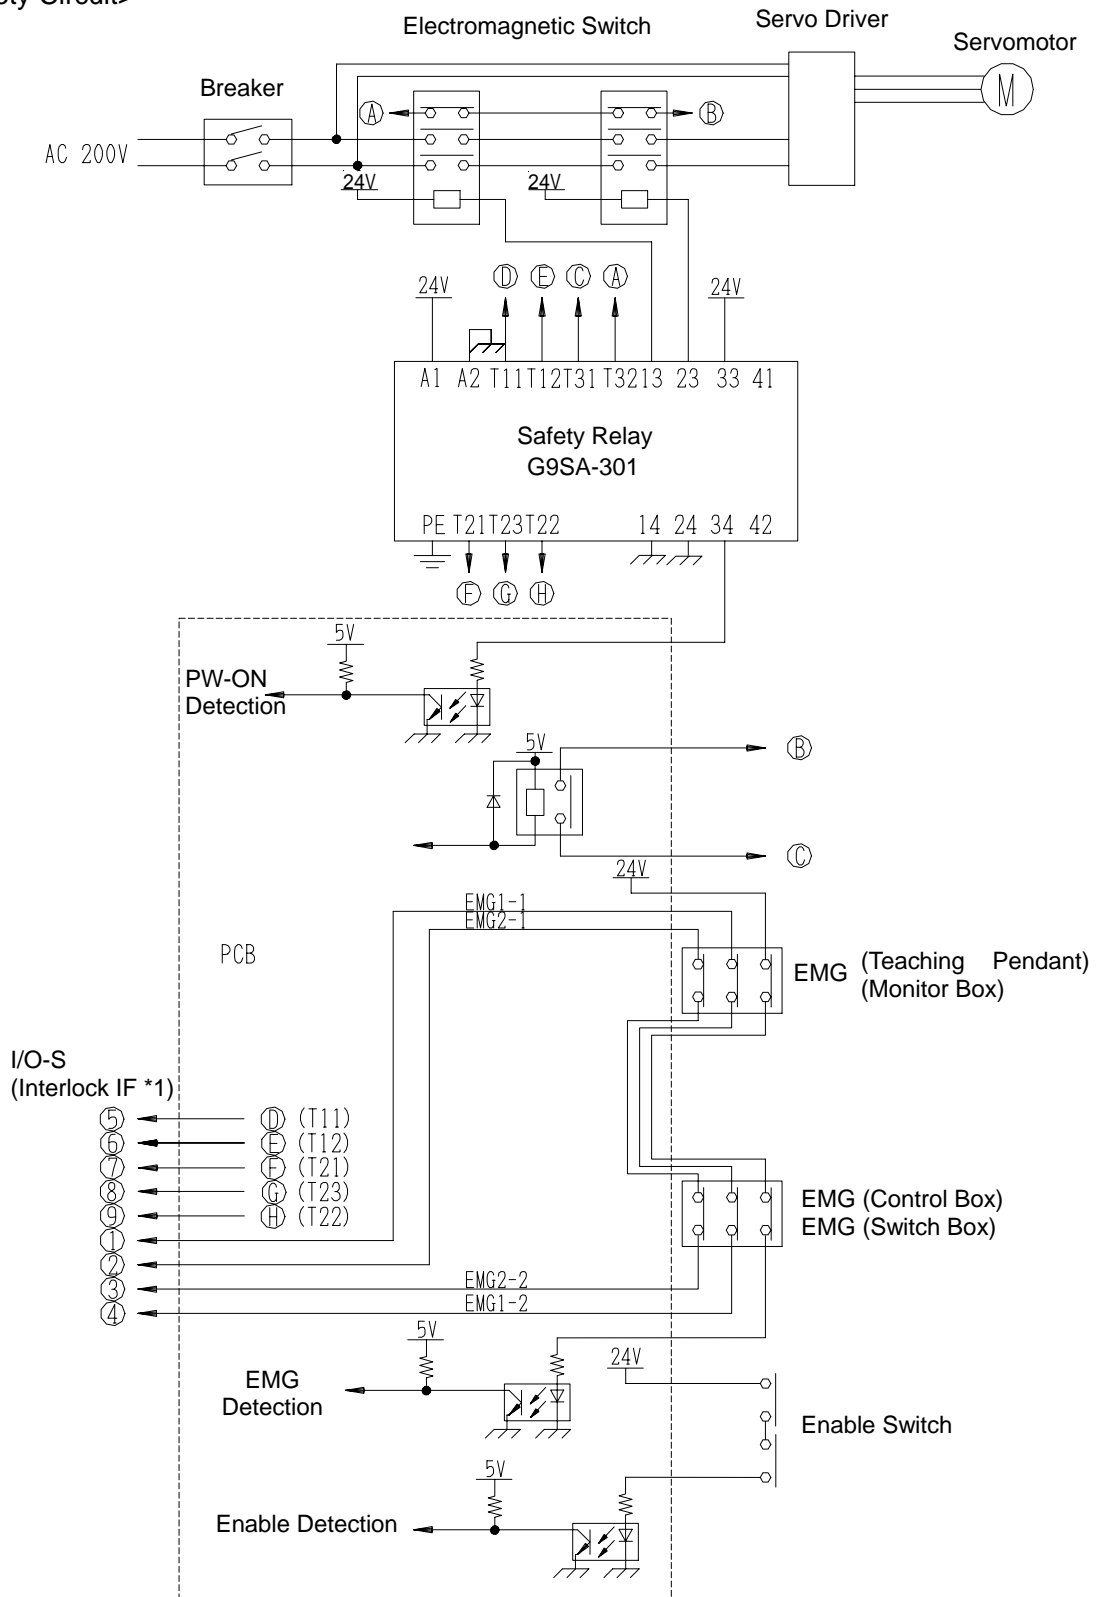 ety Circuit>
Electromagnetic Switch
Servo Driver
Servomotor
Breaker
M
A
B
AC 200V
24V
24V
D E C A
24V
24V
A1 A2 T11 T12 T31 T32 13 23 33 41
Safety Relay
G9SA-301
PE T21 T23 T22 14 24 34 42
F G H
5V
PW-ON
Detection
5V
B
C
24V
EMG1-1
EMG2-1
PCB
EMG
(Teaching Pendant)
(Monitor Box)
I/O-S
(Interlock IF *1)
5 D (T11)
6 E (T12)
7 F (T21)
8 G (T23)
9 H (T22)
1
2
3
4
EMG (Control Box)
EMG (Switch Box)
EMG2-2
EMG1-2
5V
24V
EMG
Detection
Enable Switch
5V
Enable Detection